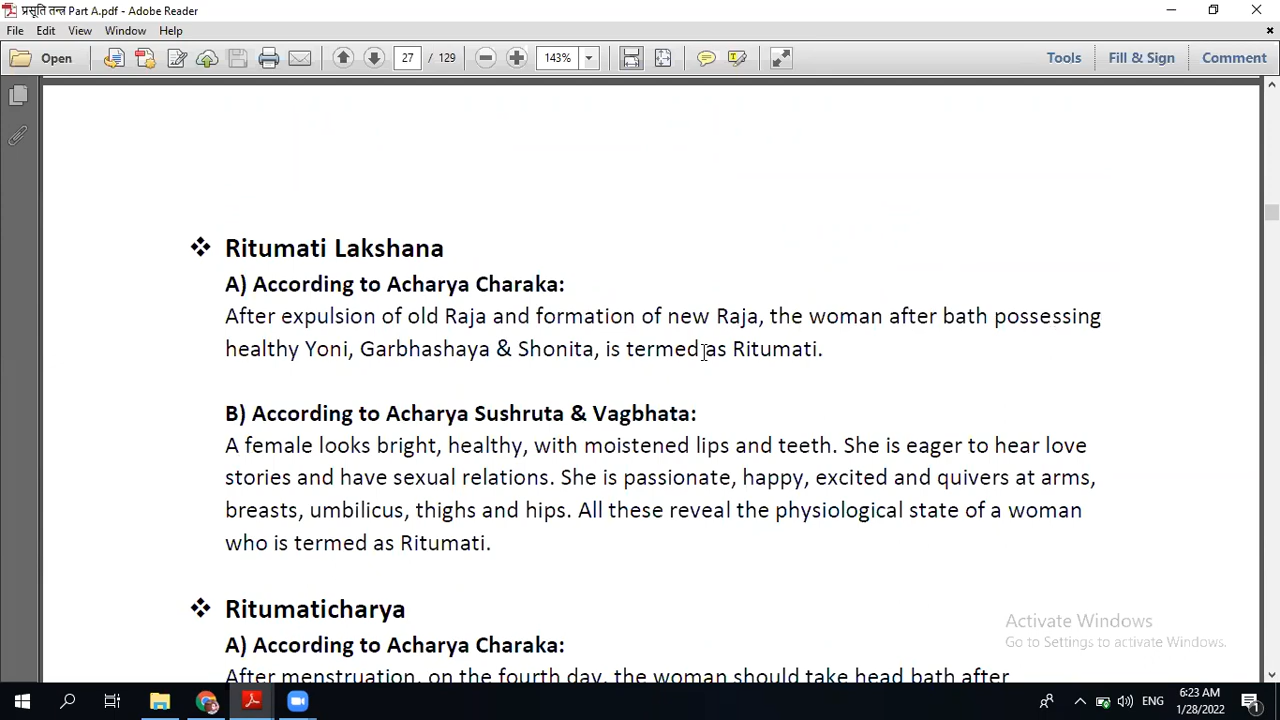 प्रसूति तन्त्र Part A.pdf - Adobe Reader
File Edit View Window Help
Open 27 / 129 143% Tools Fill & Sign Comment
❖ Ritumati Lakshana
A) According to Acharya Charaka:
After expulsion of old Raja and formation of new Raja, the woman after bath possessing
healthy Yoni, Garbhashaya & Shonita, is termed as Ritumati.
B) According to Acharya Sushruta & Vagbhata:
A female looks bright, healthy, with moistened lips and teeth. She is eager to hear love
stories and have sexual relations. She is passionate, happy, excited and quivers at arms,
breasts, umbilicus, thighs and hips. All these reveal the physiological state of a woman
who is termed as Ritumati.
❖ Ritumaticharya
A) According to Acharya Charaka:
After menstruation, on the fourth day, the woman should take head bath after
Activate Windows
Go to Settings to activate Windows.
ENG
6:23 AM
1/28/2022
1